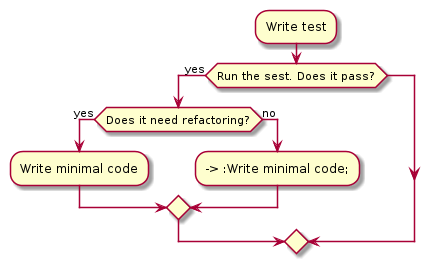 Write test
yes
Run the sest. Does it pass?
yes
Does it need refactoring?
no
Write minimal code
-> :Write minimal code;